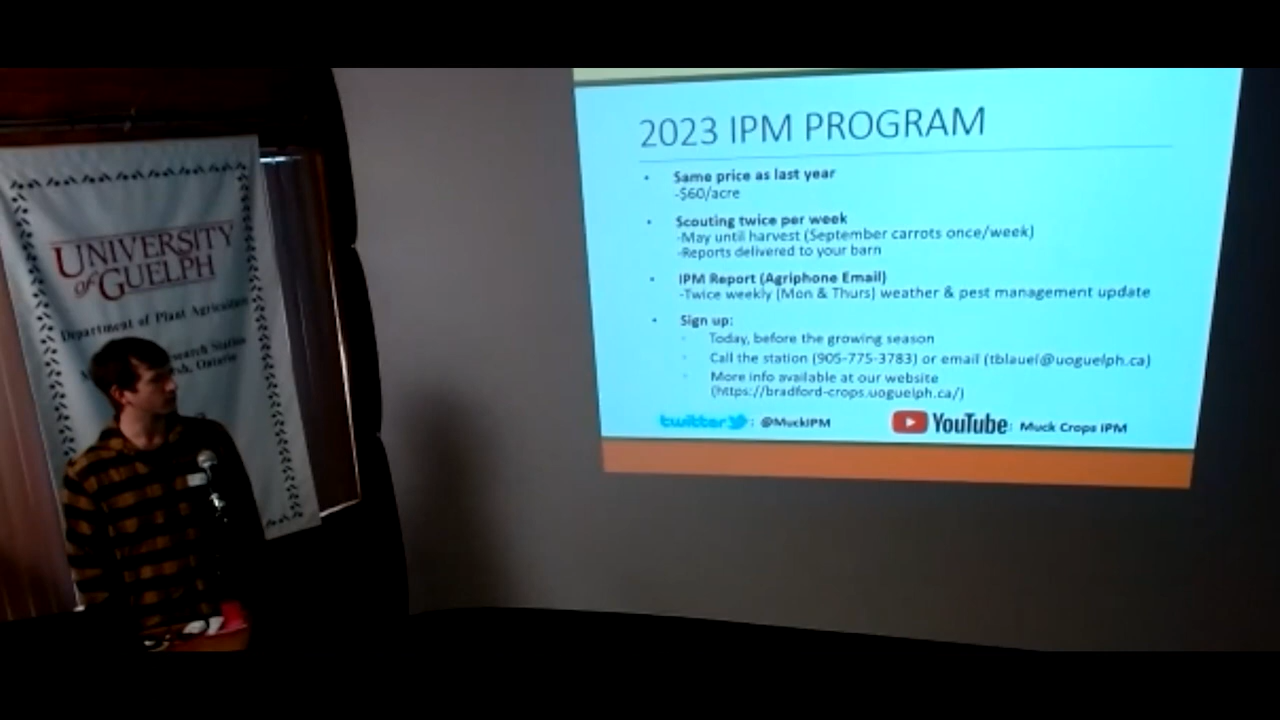 UNIVERSITY
of GUELPH
Department of Plant Agriculture
Research Station
Ontario
2023 IPM PROGRAM
• Same price as last year
-$60/acre
• Scouting twice per week
-May until harvest (September carrots once/week)
-Reports delivered to your barn
• IPM Report (Agriphone Email)
-Twice weekly (Mon & Thurs) weather & pest management update
• Sign up:
Today, before the growing season
Call the station (905-775-3783) or email (tblauel@uoguelph.ca)
More info available at our website
(https://bradford-crops.uoguelph.ca/)
twitter : @MuckIPM
YouTube: Muck Crops IPM